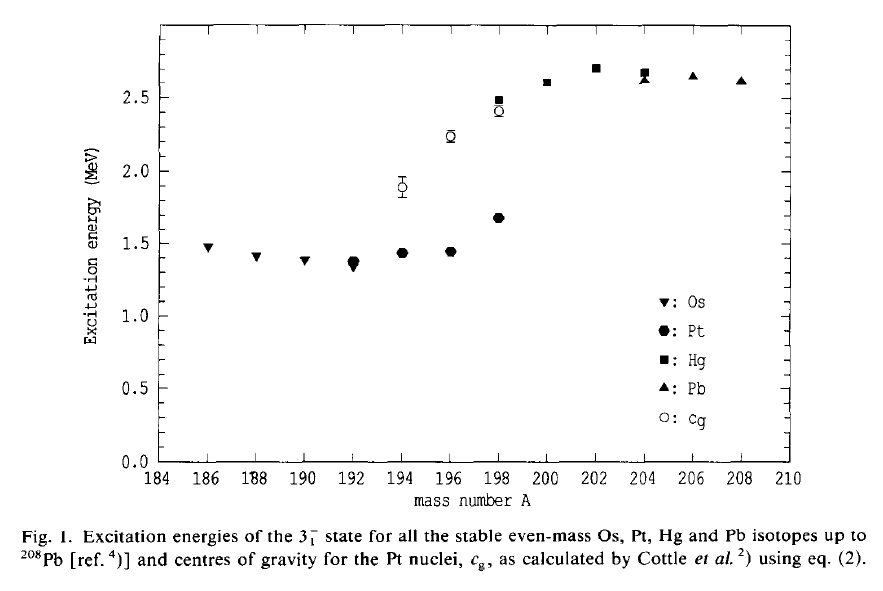 2.5
2.0
1.5
1.0
0.5
0.0
Excitation energy (MeV)
▼: Os
⬣: Pt
■: Hg
▲: Pb
○: cg
184 186 188 190 192 194 196 198 200 202 204 206 208 210
mass number A
Fig. 1. Excitation energies of the 3₁⁻ state for all the stable even-mass Os, Pt, Hg and Pb isotopes up to
²⁰⁸Pb [ref. ⁴)] and centres of gravity for the Pt nuclei, c_g, as calculated by Cottle et al. ²) using eq. (2).